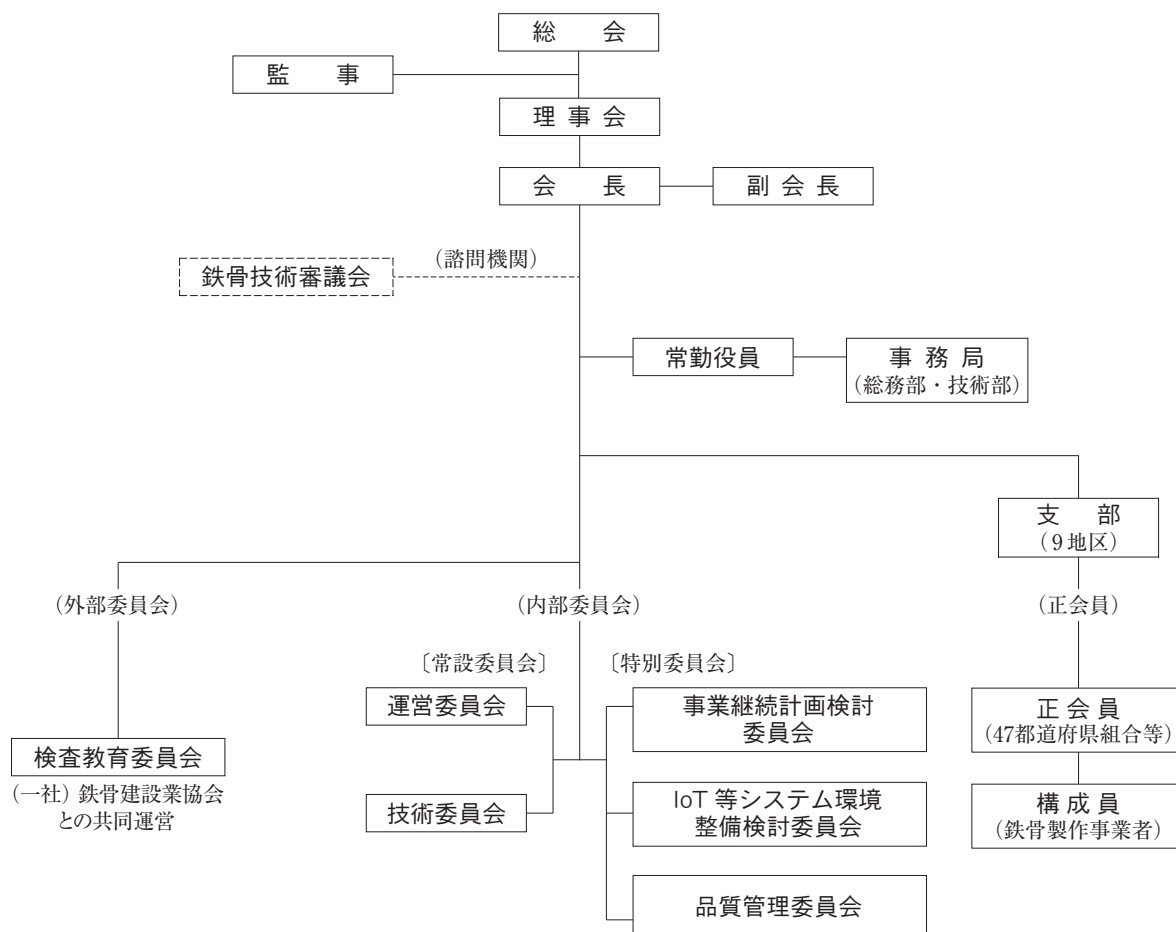 総 会
監 事
理 事 会
会 長
副 会 長
(諮問機関)
鉄骨技術審議会
常勤役員
事 務 局
(総務部・技術部)
支 部
(9地区)
(外部委員会)
(内部委員会)
(正会員)
〔常設委員会〕
〔特別委員会〕
運営委員会
事業継続計画検討
委員会
正 会 員
(47都道府県組合等)
検査教育委員会
(一社)鉄骨建設業協会
との共同運営
技術委員会
IoT 等システム環境
整備検討委員会
構 成 員
(鉄骨製作事業者)
品質管理委員会